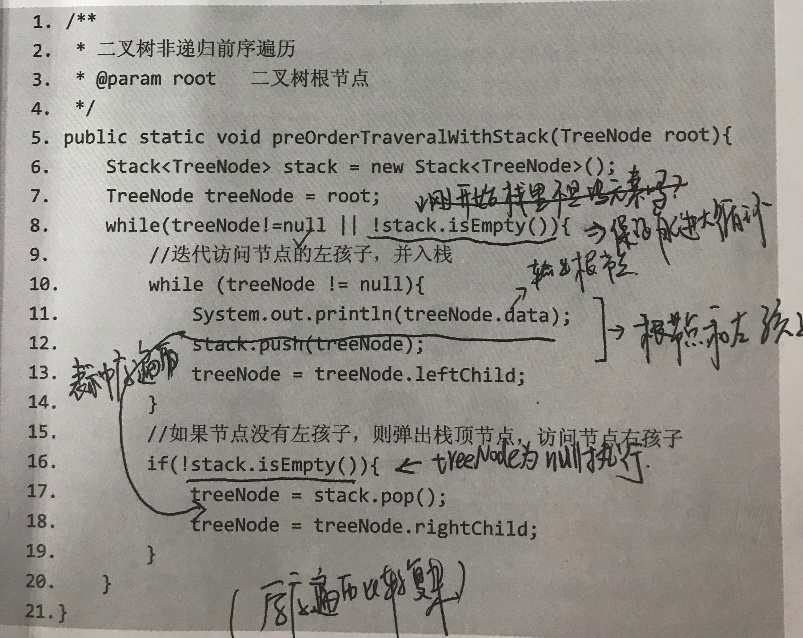 1. /**
2. * 二叉树非递归前序遍历
3. * @param root 二叉树根节点
4. */
5. public static void preOrderTraveralWithStack(TreeNode root){
6. Stack<TreeNode> stack = new Stack<TreeNode>();
7. TreeNode treeNode = root;
刚开始栈里不是没元素吗?
8. while(treeNode!=null || !stack.isEmpty()){ ⇒保证能进大循环
9. //迭代访问节点的左孩子,并入栈
输出根节点
10. while (treeNode != null){
11. System.out.println(treeNode.data);
12. stack.push(treeNode);
→根节点和左孩子
表示中序遍历
13. treeNode = treeNode.leftChild;
14. }
15. //如果节点没有左孩子,则弹出栈顶节点,访问节点右孩子
16. if(!stack.isEmpty()){ ← treeNode为null执行.
17. treeNode = stack.pop();
18. treeNode = treeNode.rightChild;
19. }
20. }
(后序遍历比较复杂)
21.}